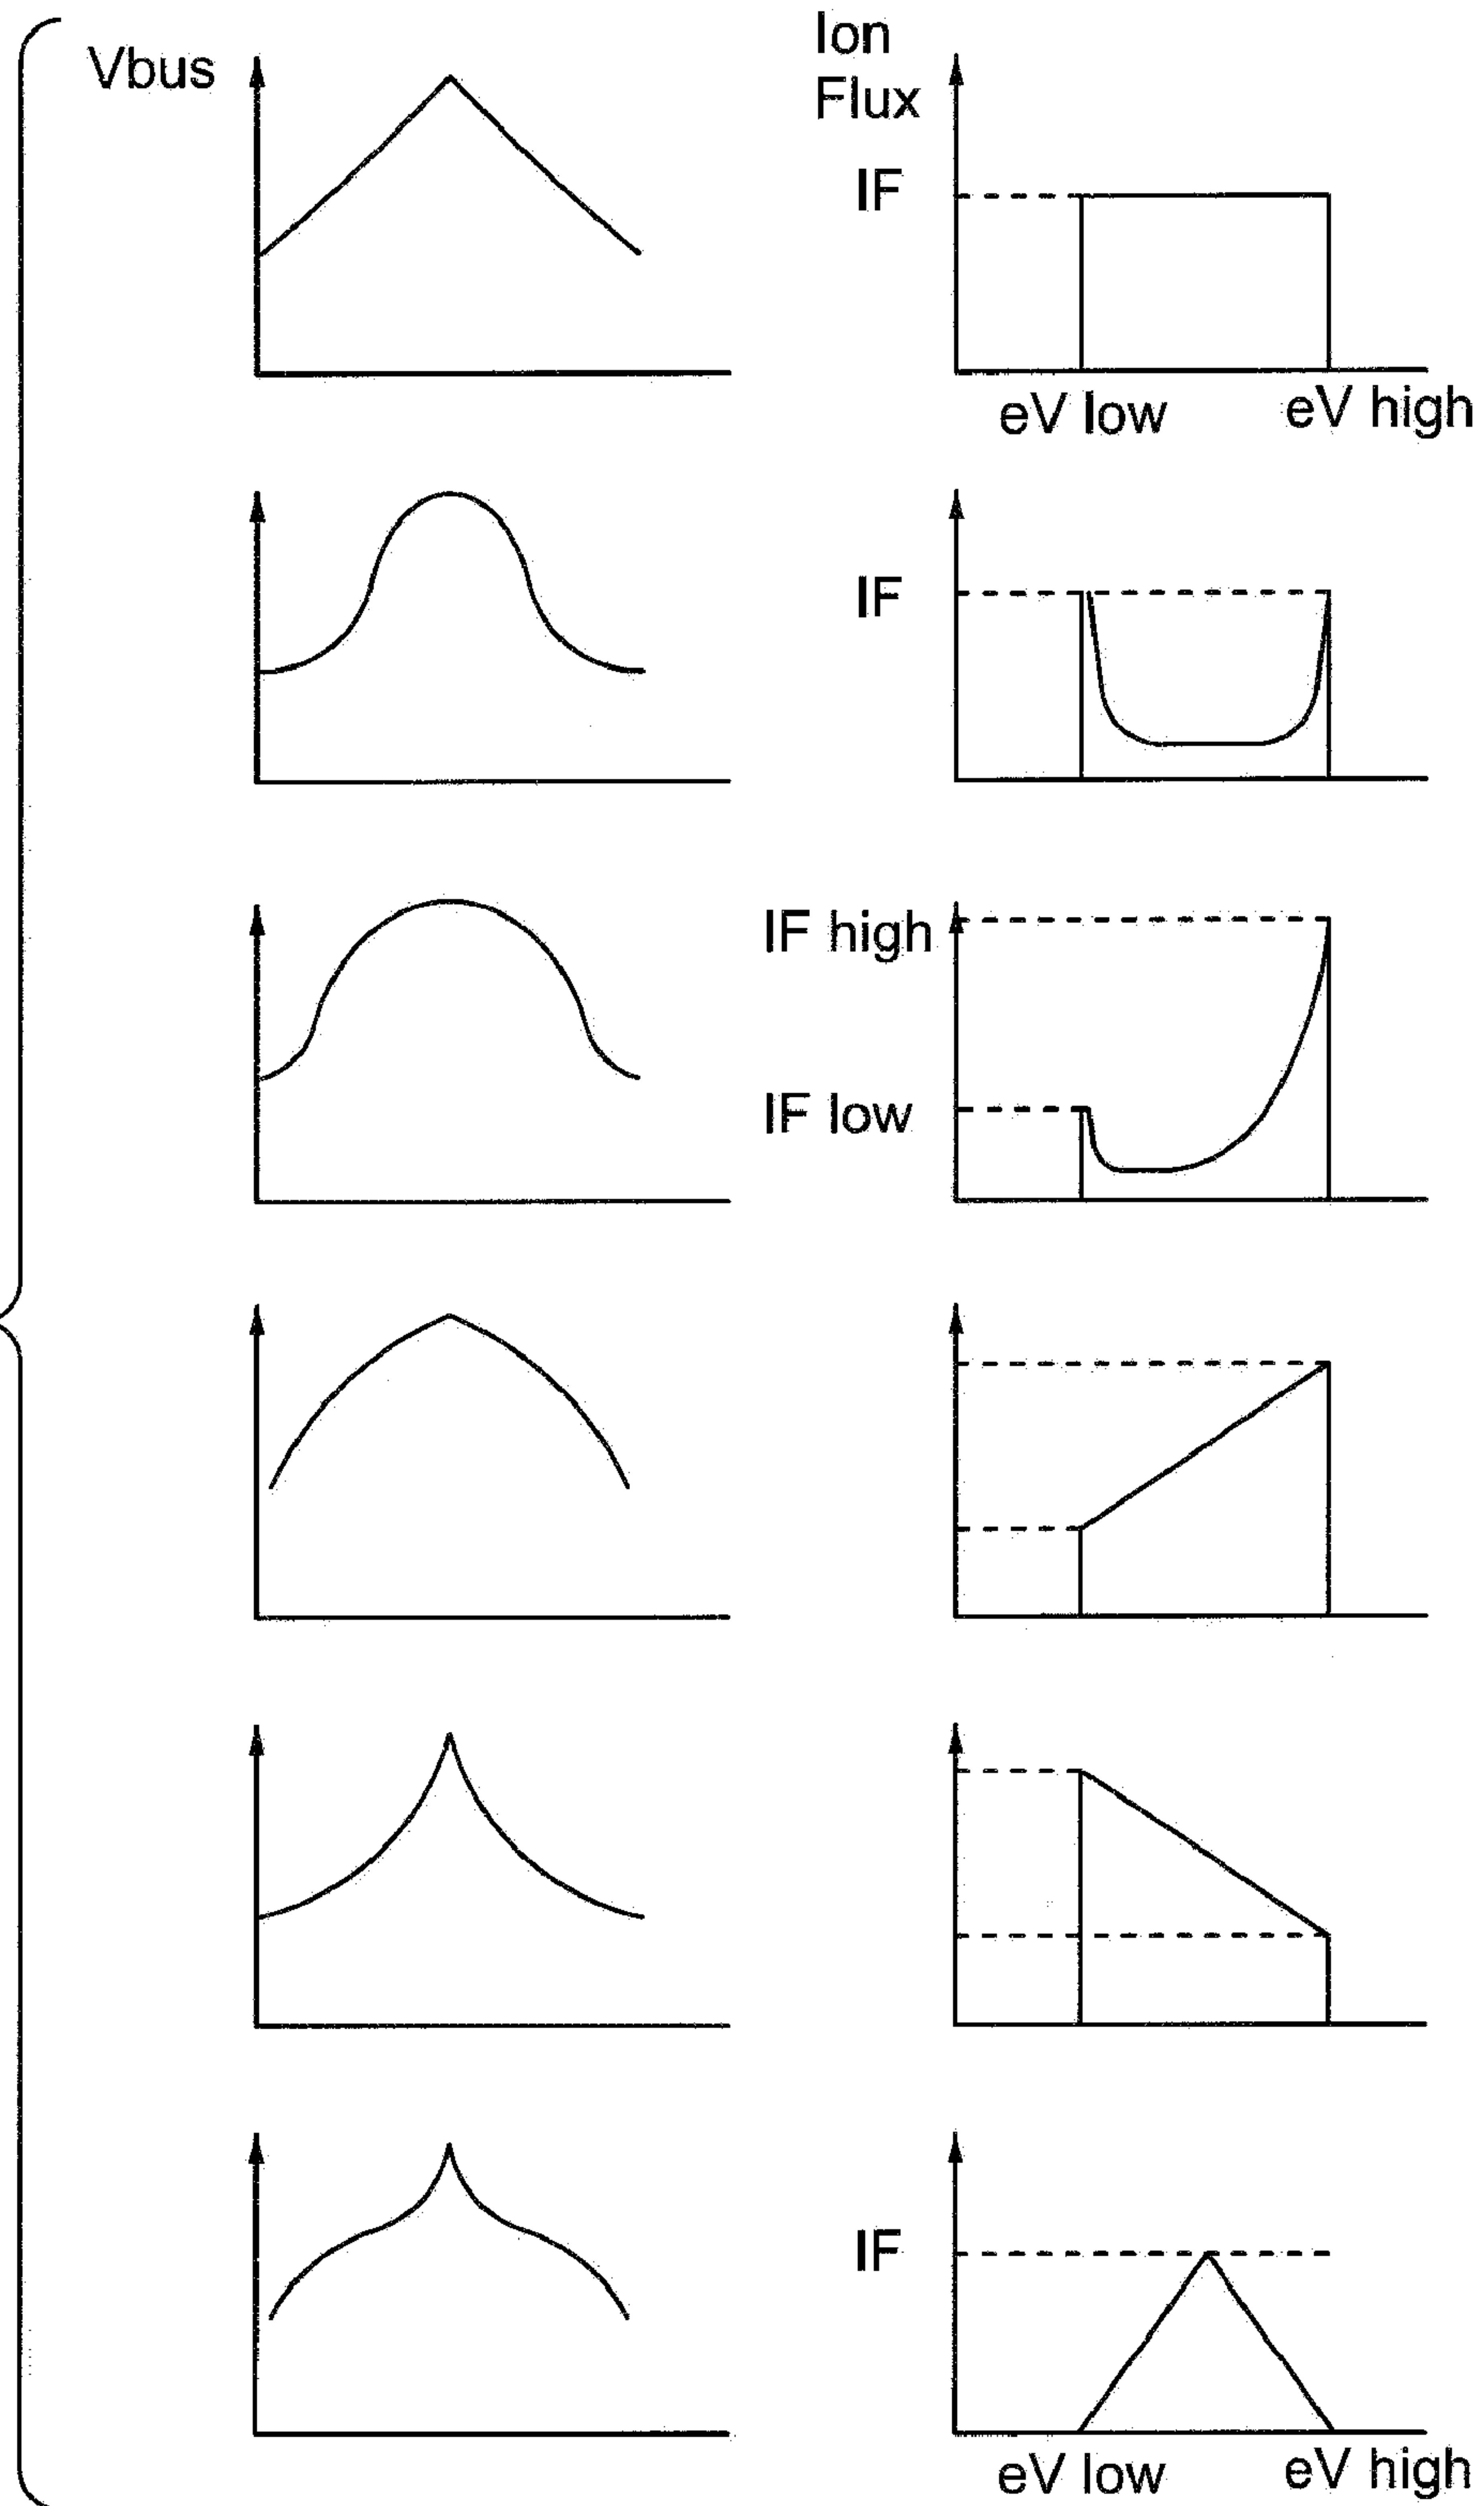 Vbus
Ion
Flux
IF
eV low
eV high
IF
IF high
IF low
IF
eV low
eV high